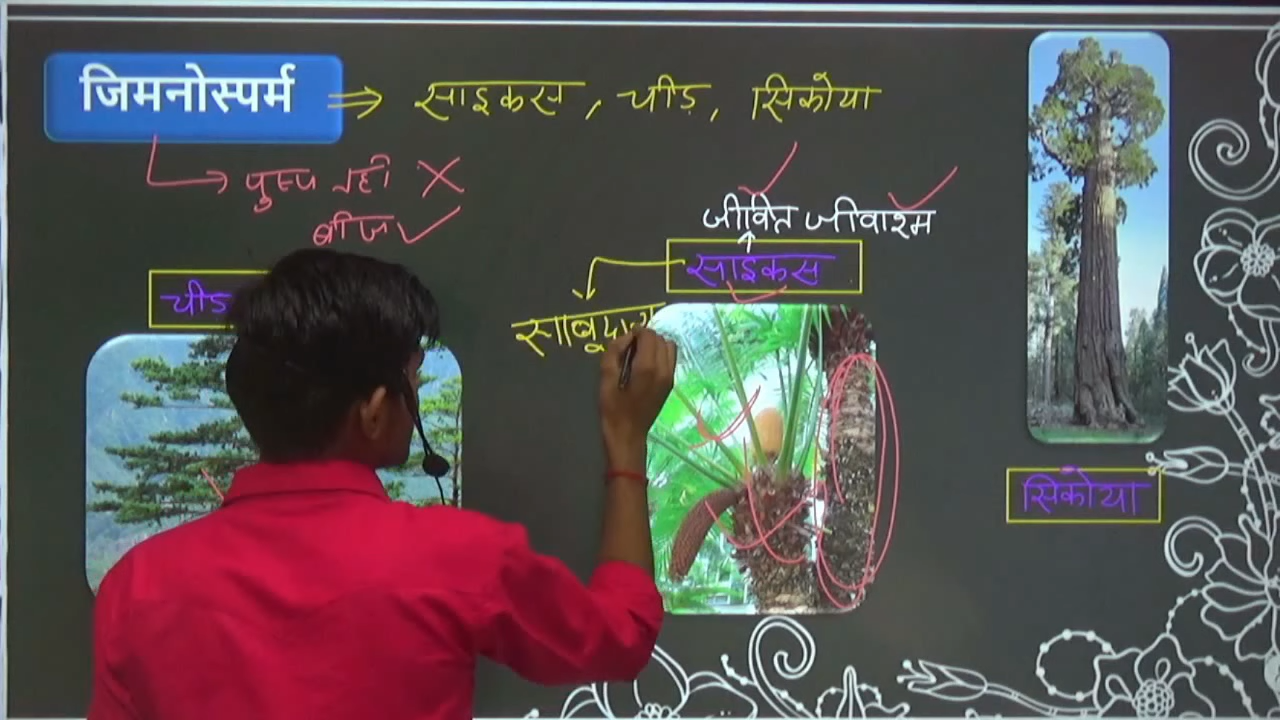 जिमनोस्पर्म
साइकस, चीड़, सिकोया
पुस्प नही
बीज
जीवित जीवाश्म
साइकस
चीड़
सिकोया